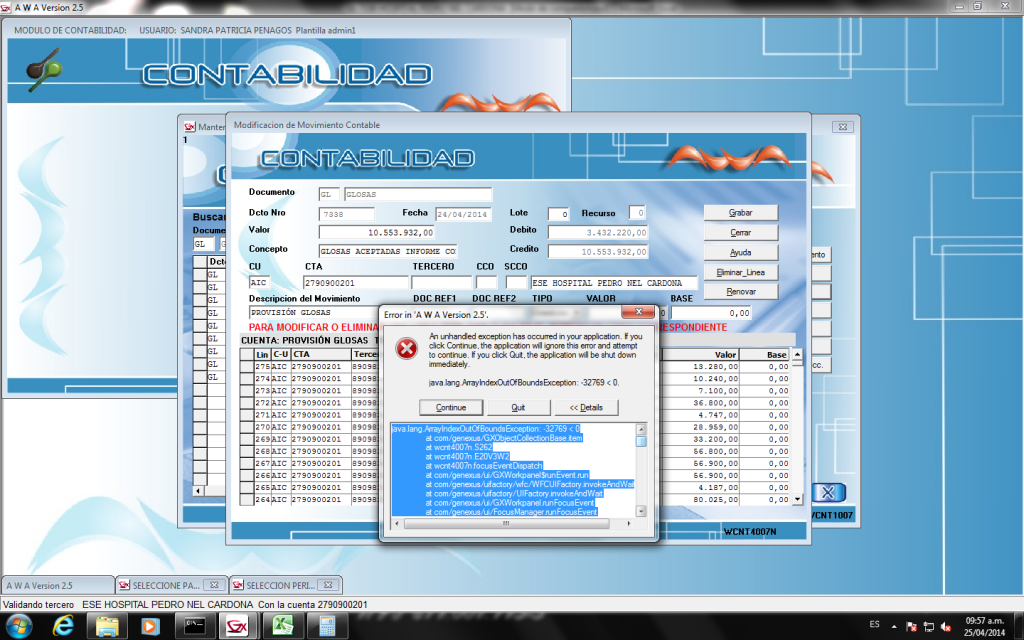 A W A Version 2.5
MODULO DE CONTABILIDAD: USUARIO: SANDRA PATRICIA PENAGOS Plantilla admin1
CONTABILIDAD
Modificacion de Movimiento Contable
CONTABILIDAD
Documento GL GLOSAS
Dcto Nro 7338 Fecha 24/04/2014 Lote 0 Recurso 0
Valor 10.553.932,00 Debito 3.432.220,00
Concepto GLOSAS ACEPTADAS INFORME CO Credito 10.553.932,00
CU CTA TERCERO CCO SCCO
AIC 2790900201 ESE HOSPITAL PEDRO NEL CARDONA
Descripcion del Movimiento DOC REF1 DOC REF2 TIPO VALOR BASE
PROVISIÓN GLOSAS 0,00
PARA MODIFICAR O ELIMINA
RESPONDIENTE
CUENTA: PROVISIÓN GLOSAS
Grabar
Cerrar
Ayuda
Eliminar_Linea
Renovar
Lin C-U CTA Terce Valor Base
275 AIC 2790900201 89098 13.280,00 0,00
274 AIC 2790900201 89098 10.240,00 0,00
273 AIC 2790900201 89098 7.100,00 0,00
272 AIC 2790900201 89098 36.800,00 0,00
271 AIC 2790900201 89098 4.747,00 0,00
270 AIC 2790900201 89098 28.959,00 0,00
269 AIC 2790900201 89098 33.200,00 0,00
268 AIC 2790900201 89098 56.800,00 0,00
267 AIC 2790900201 89098 56.900,00 0,00
266 AIC 2790900201 89098 56.900,00 0,00
265 AIC 2790900201 89098 4.187,00 0,00
264 AIC 2790900201 89098 80.025,00 0,00
WCNT4007N
Manter
1
Buscar
Docume
GL
Dct
GL
GL
GL
GL
GL
GL
GL
GL
GL
ento
cc.
VCNT1007
Error in 'A W A Version 2.5'.
An unhandled exception has occurred in your application. If you
click Continue, the application will ignore this error and attempt
to continue. If you click Quit, the application will be shut down
immediately.
java.lang.ArrayIndexOutOfBoundsException: -32769 < 0.
Continue Quit << Details
java.lang.ArrayIndexOutOfBoundsException: -32769 < 0
at com/genexus/GXObjectCollectionBase.item
at wcnt4007n.S262
at wcnt4007n.E20V3W2
at wcnt4007n.focusEventDispatch
at com/genexus/ui/GXWorkpanel$runEvent.run
at com/genexus/uifactory/wfc/WFCUIFactory.invokeAndWait
at com/genexus/uifactory/UIFactory.invokeAndWait
at com/genexus/ui/GXWorkpanel.runFocusEvent
at com/genexus/ui/FocusManager.runFocusEvent
A W A Version 2.5 SELECCIONE PA... SELECCION PERI...
Validando tercero ESE HOSPITAL PEDRO NEL CARDONA Con la cuenta 2790900201
ES
09:57 a.m.
25/04/2014